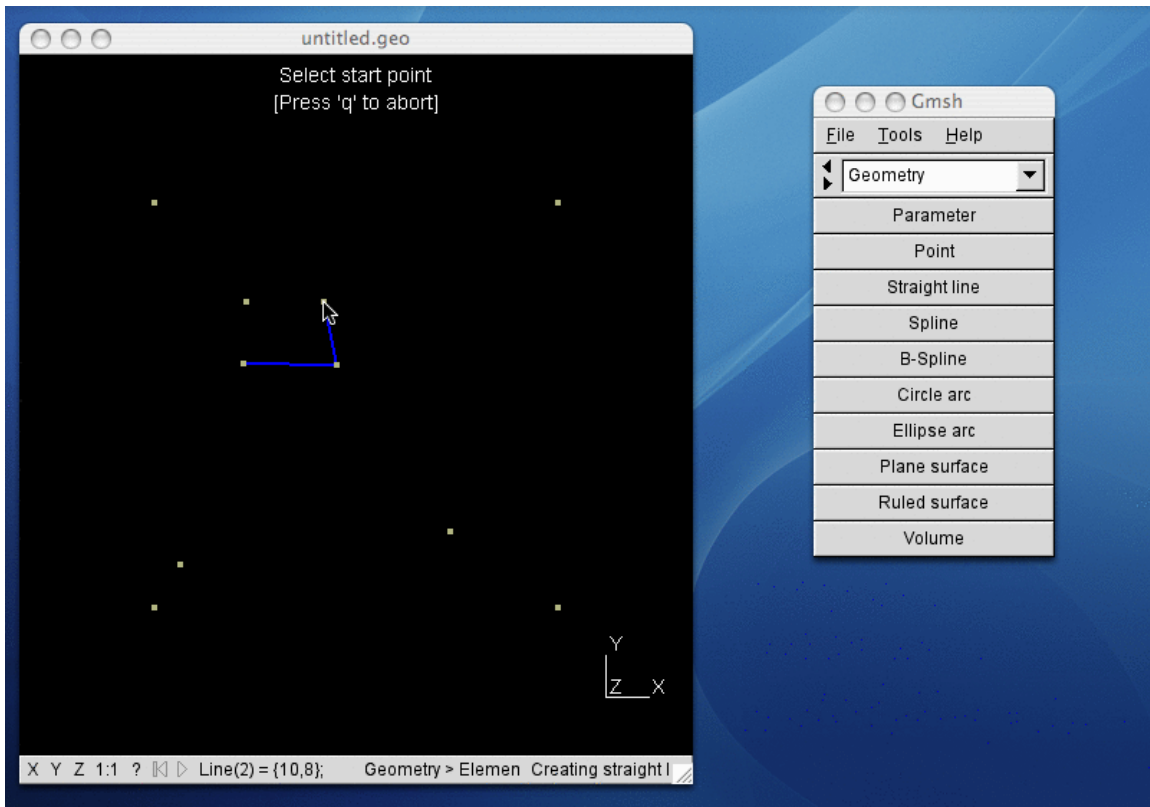 untitled.geo
Select start point
[Press 'q' to abort]
Y
Z X
X Y Z 1:1 ? Line(2) = {10,8}; Geometry > Elemen Creating straight l
Gmsh
File Tools Help
Geometry
Parameter
Point
Straight line
Spline
B-Spline
Circle arc
Ellipse arc
Plane surface
Ruled surface
Volume